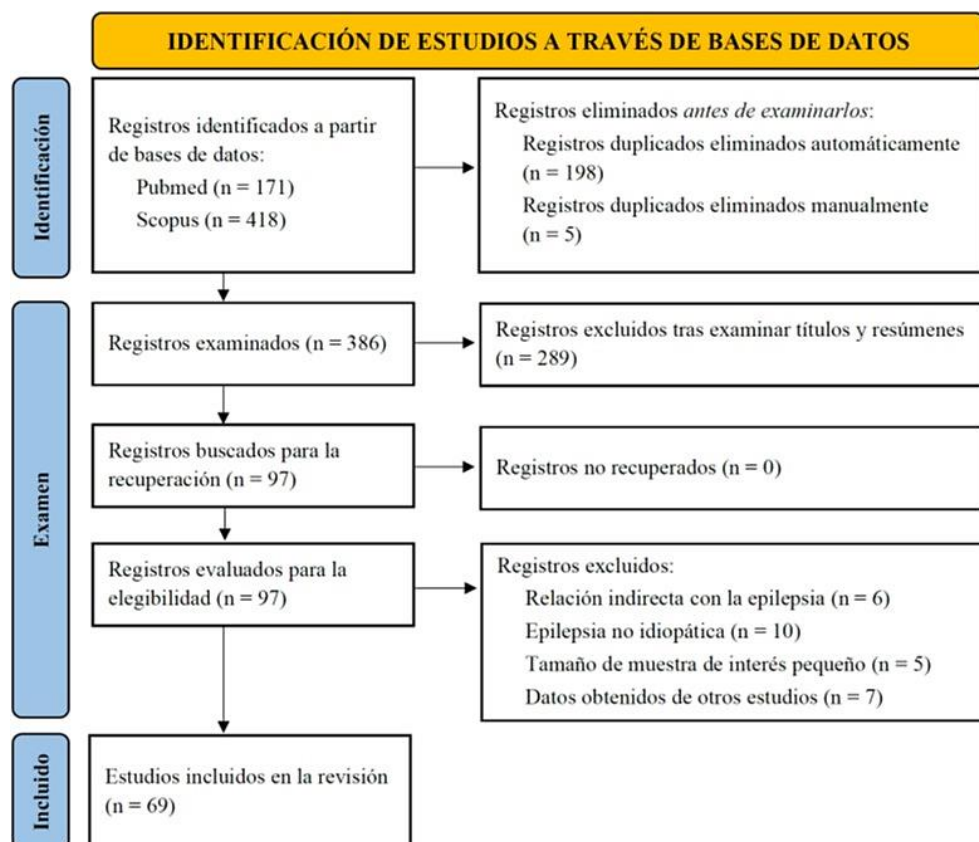 IDENTIFICACIÓN DE ESTUDIOS A TRAVÉS DE BASES DE DATOS
Identificación
Registros identificados a partir
de bases de datos:
Pubmed (n = 171)
Scopus (n = 418)
Registros eliminados antes de examinarlos:
Registros duplicados eliminados automáticamente
(n = 198)
Registros duplicados eliminados manualmente
(n = 5)
Examen
Registros examinados (n = 386)
Registros excluidos tras examinar títulos y resúmenes
(n = 289)
Registros buscados para la
recuperación (n = 97)
Registros no recuperados (n = 0)
Registros evaluados para la
elegibilidad (n = 97)
Registros excluidos:
Relación indirecta con la epilepsia (n = 6)
Epilepsia no idiopática (n = 10)
Tamaño de muestra de interés pequeño (n = 5)
Datos obtenidos de otros estudios (n = 7)
Incluido
Estudios incluidos en la revisión
(n = 69)